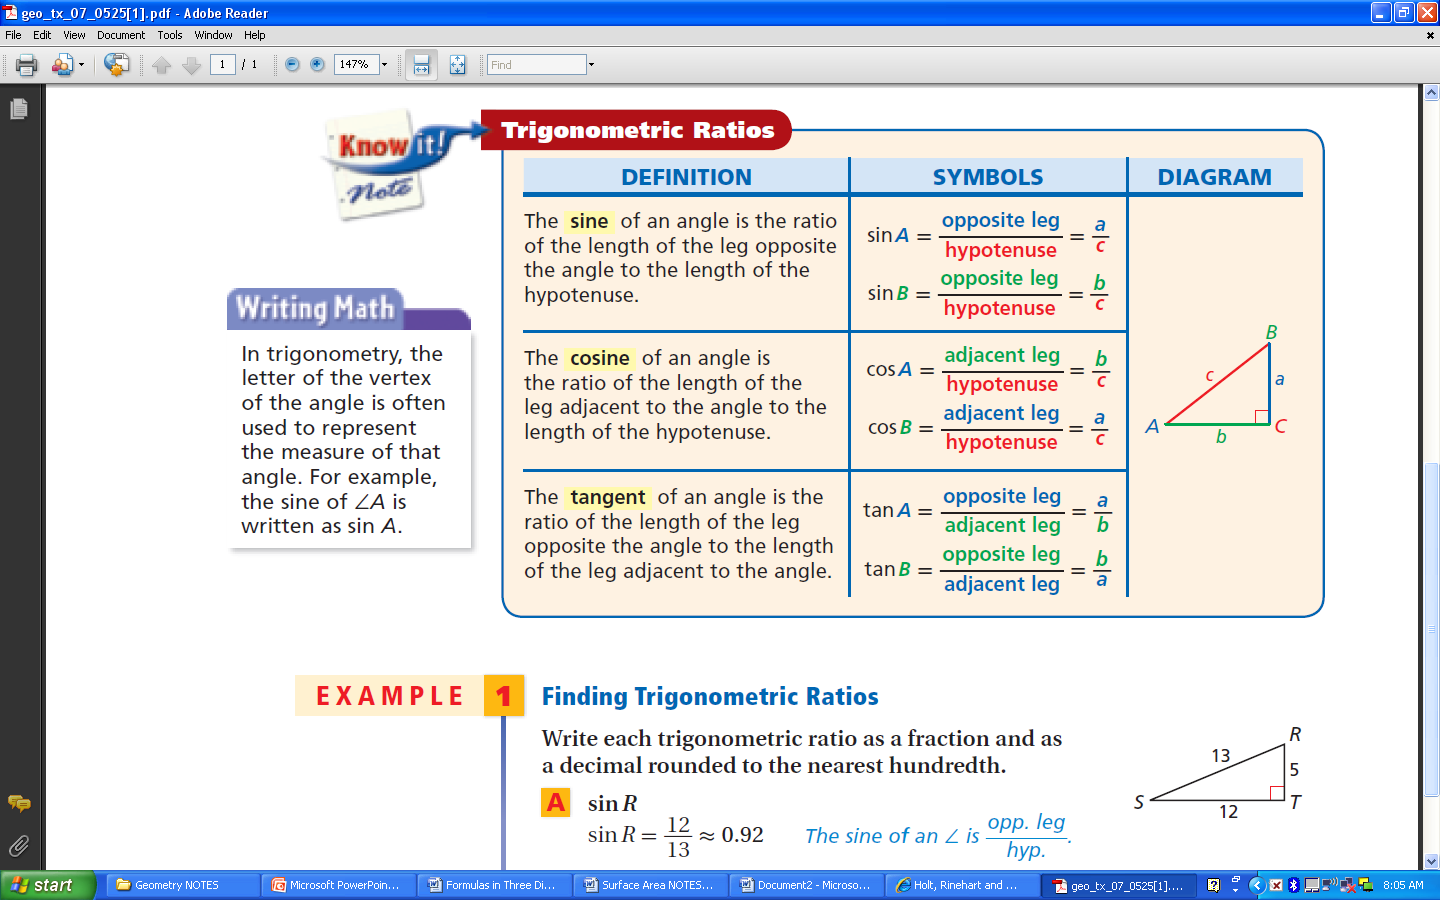 geo_tx_07_0525[1].pdf - Adobe Reader
File Edit View Document Tools Window Help
1 / 1 147% Find
Know it!
Note
Trigonometric Ratios
DEFINITION SYMBOLS DIAGRAM
The sine of an angle is the ratio
of the length of the leg opposite
the angle to the length of the
hypotenuse.
sin A = opposite leg / hypotenuse = a / c
sin B = opposite leg / hypotenuse = b / c
The cosine of an angle is
the ratio of the length of the
leg adjacent to the angle to the
length of the hypotenuse.
cos A = adjacent leg / hypotenuse = b / c
cos B = adjacent leg / hypotenuse = a / c
The tangent of an angle is the
ratio of the length of the leg
opposite the angle to the length
of the leg adjacent to the angle.
tan A = opposite leg / adjacent leg = a / b
tan B = opposite leg / adjacent leg = b / a
B
c a
A b C
Writing Math
In trigonometry, the
letter of the vertex
of the angle is often
used to represent
the measure of that
angle. For example,
the sine of ∠A is
written as sin A.
EXAMPLE 1 Finding Trigonometric Ratios
Write each trigonometric ratio as a fraction and as
a decimal rounded to the nearest hundredth.
A sin R
sin R = 12 / 13 ≈ 0.92 The sine of an ∠ is opp. leg / hyp.
R
13 5
S 12 T
start Geometry NOTES Microsoft PowerPoin... Formulas in Three Di... Surface Area NOTES... Document2 - Microso... Holt, Rinehart and ... geo_tx_07_0525[1].... 8:05 AM